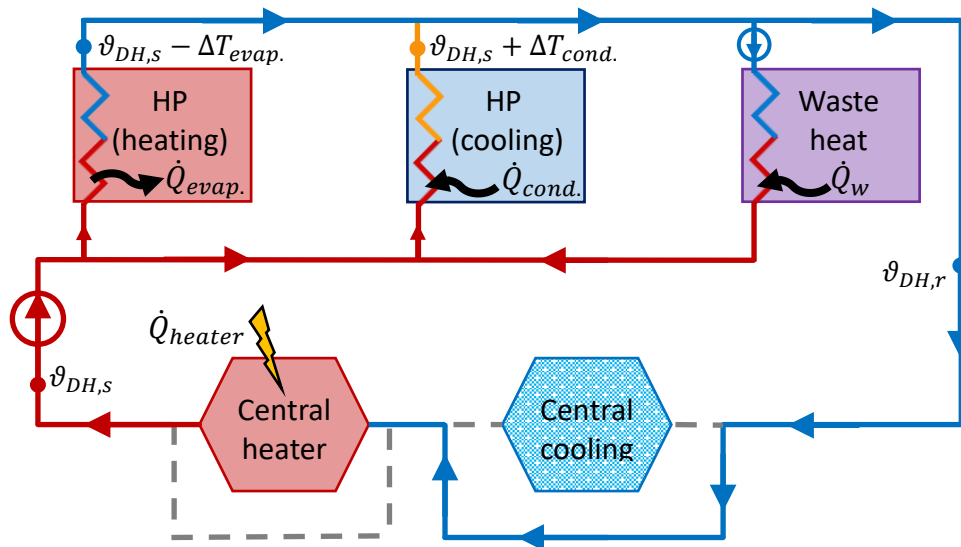 ϑ_DH,s − ΔT_evap.
ϑ_DH,s + ΔT_cond.
HP
(heating)
Q̇_evap.
HP
(cooling)
Q̇_cond.
Waste
heat
Q̇_w
ϑ_DH,r
Q̇_heater
ϑ_DH,s
Central
heater
Central
cooling